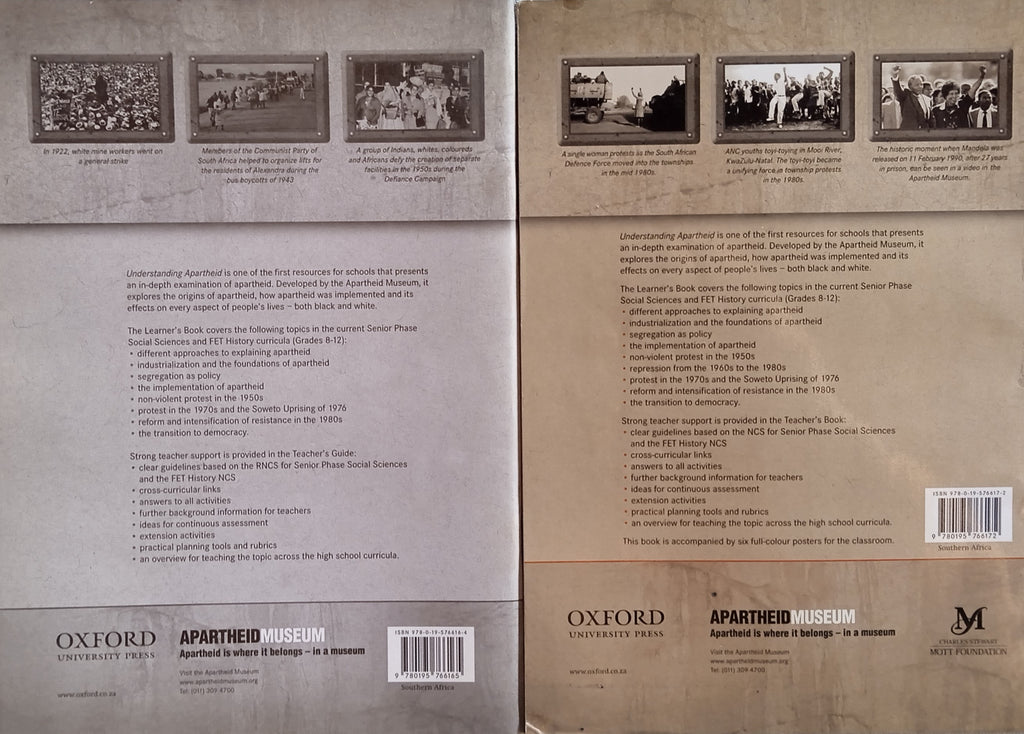 In 1922, white mine workers went on
a general strike
Members of the Communist Party of
South Africa helped to organize lifts for
the residents of Alexandra during the
bus boycotts of 1943
A group of Indians, whites, coloureds
and Africans defy the creation of separate
facilities in the 1950s during the
Defiance Campaign
Understanding Apartheid is one of the first resources for schools that presents
an in-depth examination of apartheid. Developed by the Apartheid Museum, it
explores the origins of apartheid, how apartheid was implemented and its
effects on every aspect of people's lives – both black and white.
The Learner's Book covers the following topics in the current Senior Phase
Social Sciences and FET History curricula (Grades 8-12):
• different approaches to explaining apartheid
• industrialization and the foundations of apartheid
• segregation as policy
• the implementation of apartheid
• non-violent protest in the 1950s
• protest in the 1970s and the Soweto Uprising of 1976
• reform and intensification of resistance in the 1980s
• the transition to democracy.
Strong teacher support is provided in the Teacher's Guide:
• clear guidelines based on the RNCS for Senior Phase Social Sciences
and the FET History NCS
• cross-curricular links
• answers to all activities
• further background information for teachers
• ideas for continuous assessment
• extension activities
• practical planning tools and rubrics
• an overview for teaching the topic across the high school curricula.
OXFORD
UNIVERSITY PRESS
www.oxford.co.za
APARTHEIDMUSEUM
Apartheid is where it belongs – in a museum
Visit the Apartheid Museum
www.apartheidmuseum.org
Tel: (011) 309 4700
ISBN 978-0-19-576616-4
9 780195 766165
Southern Africa
A single woman protests as the South African
Defence Force moved into the townships
in the mid 1980s.
ANC youths toyi-toying in Mooi River,
KwaZulu-Natal. The toyi-toyi became
a unifying force in township protests
in the 1980s.
The historic moment when Mandela was
released on 11 February 1990, after 27 years
in prison, can be seen in a video in the
Apartheid Museum.
Understanding Apartheid is one of the first resources for schools that presents
an in-depth examination of apartheid. Developed by the Apartheid Museum, it
explores the origins of apartheid, how apartheid was implemented and its
effects on every aspect of people's lives – both black and white.
The Learner's Book covers the following topics in the current Senior Phase
Social Sciences and FET History curricula (Grades 8-12):
• different approaches to explaining apartheid
• industrialization and the foundations of apartheid
• segregation as policy
• the implementation of apartheid
• non-violent protest in the 1950s
• repression from the 1960s to the 1980s
• protest in the 1970s and the Soweto Uprising of 1976
• reform and intensification of resistance in the 1980s
• the transition to democracy.
Strong teacher support is provided in the Teacher's Book:
• clear guidelines based on the NCS for Senior Phase Social Sciences
and the FET History NCS
• cross-curricular links
• answers to all activities
• further background information for teachers
• ideas for continuous assessment
• extension activities
• practical planning tools and rubrics
• an overview for teaching the topic across the high school curricula.
This book is accompanied by six full-colour posters for the classroom.
ISBN 978-0-19-576617-2
9 780195 766172
Southern Africa
OXFORD
UNIVERSITY PRESS
www.oxford.co.za
APARTHEIDMUSEUM
Apartheid is where it belongs – in a museum
Visit the Apartheid Museum
www.apartheidmuseum.org
Tel: (011) 309 4700
CHARLES STEWART
MOTT FOUNDATION